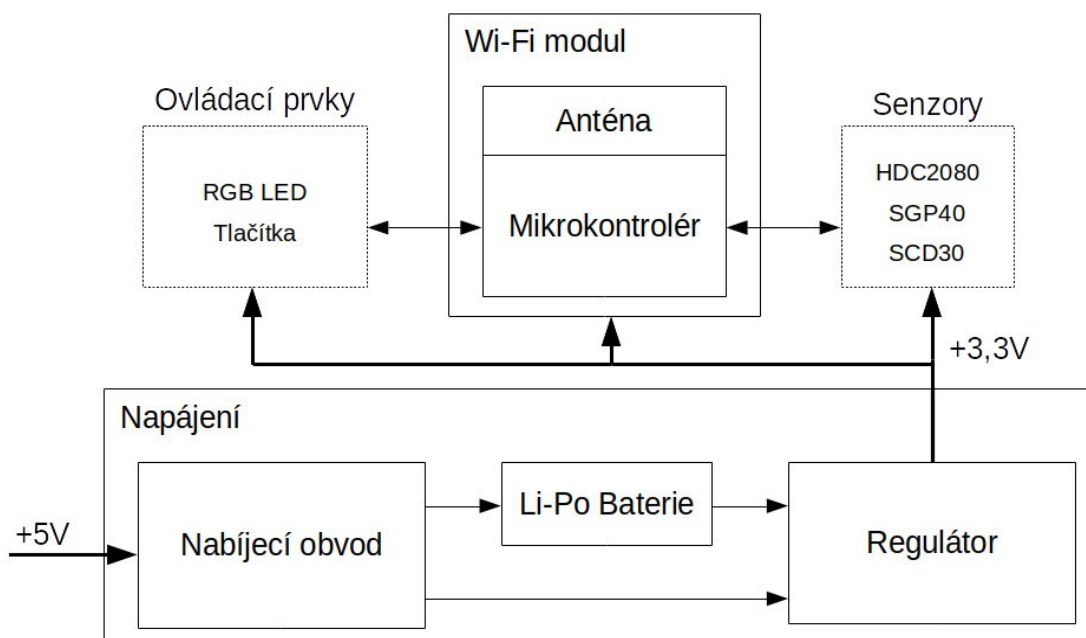 Wi-Fi modul
Ovládací prvky
Anténa
Senzory
RGB LED
Tlačítka
Mikrokontrolér
HDC2080
SGP40
SCD30
+3,3V
Napájení
+5V
Nabíjecí obvod
Li-Po Baterie
Regulátor